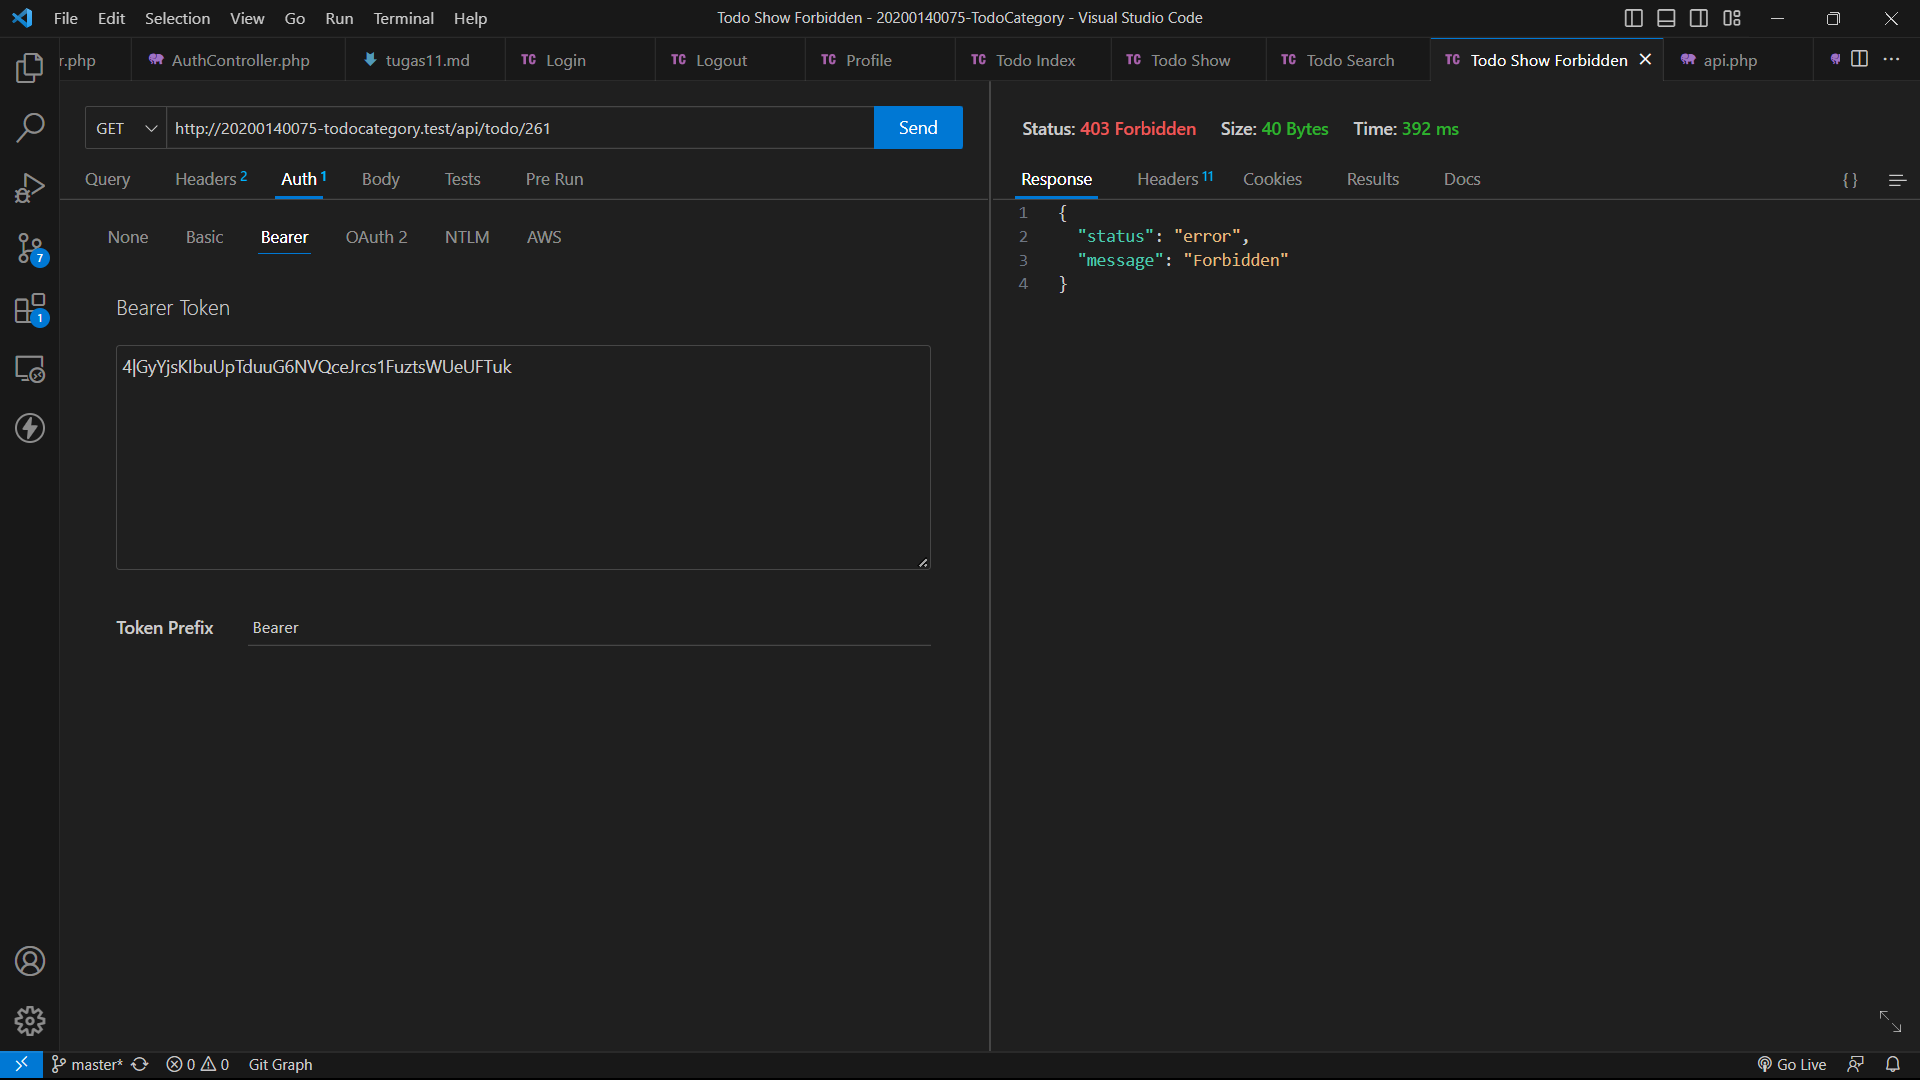 File Edit Selection View Go Run Terminal Help
Todo Show Forbidden - 20200140075-TodoCategory - Visual Studio Code
r.php
AuthController.php
tugas11.md
TC Login
TC Logout
TC Profile
TC Todo Index
TC Todo Show
TC Todo Search
TC Todo Show Forbidden
api.php
GET
http://20200140075-todocategory.test/api/todo/261
Send
Query Headers 2 Auth 1 Body Tests Pre Run
None Basic Bearer OAuth 2 NTLM AWS
Bearer Token
4|GyYjsKIbuUpTduuG6NVQceJrcs1FuztsWUeUFTuk
Token Prefix Bearer
Status: 403 Forbidden Size: 40 Bytes Time: 392 ms
Response Headers 11 Cookies Results Docs
{ }
1 {
2 "status": "error",
3 "message": "Forbidden"
4 }
7
1
master* 0 0 Git Graph
Go Live